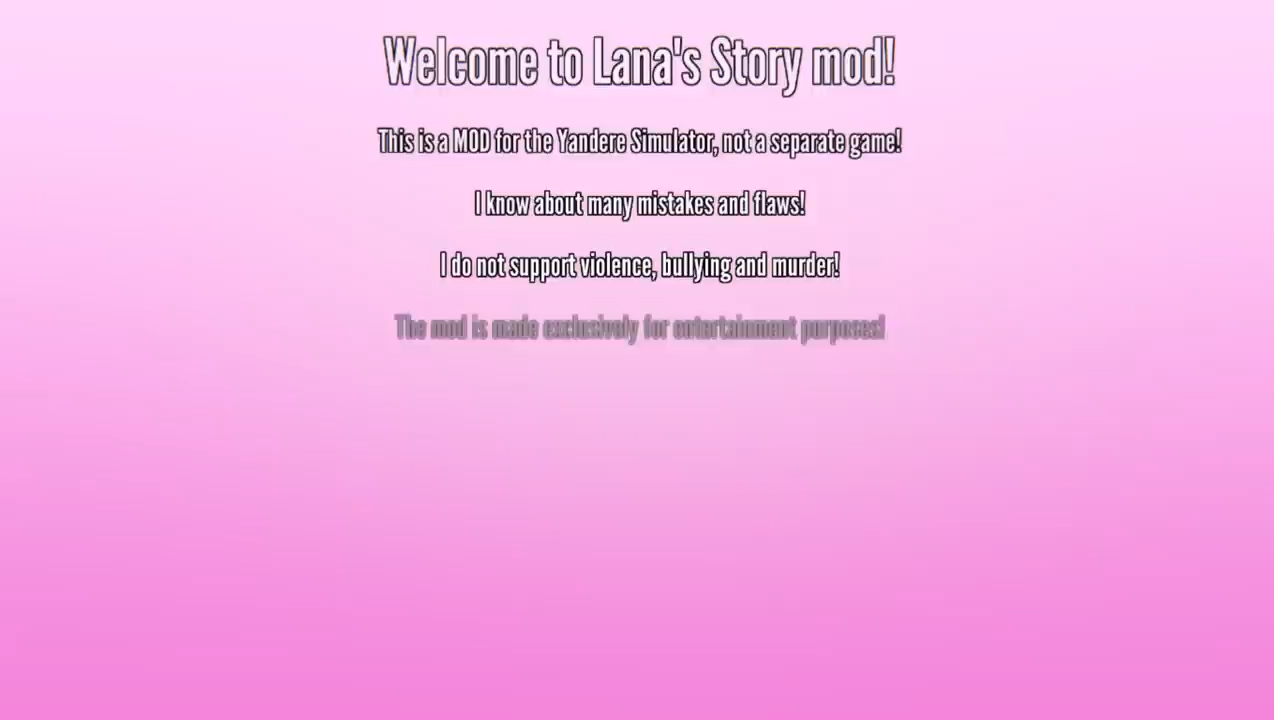 Welcome to Lana's Story mod!
This is a MOD for the Yandere Simulator, not a separate game!
I know about many mistakes and flaws!
I do not support violence, bullying and murder!
The mod is made exclusively for entertainment purposes!